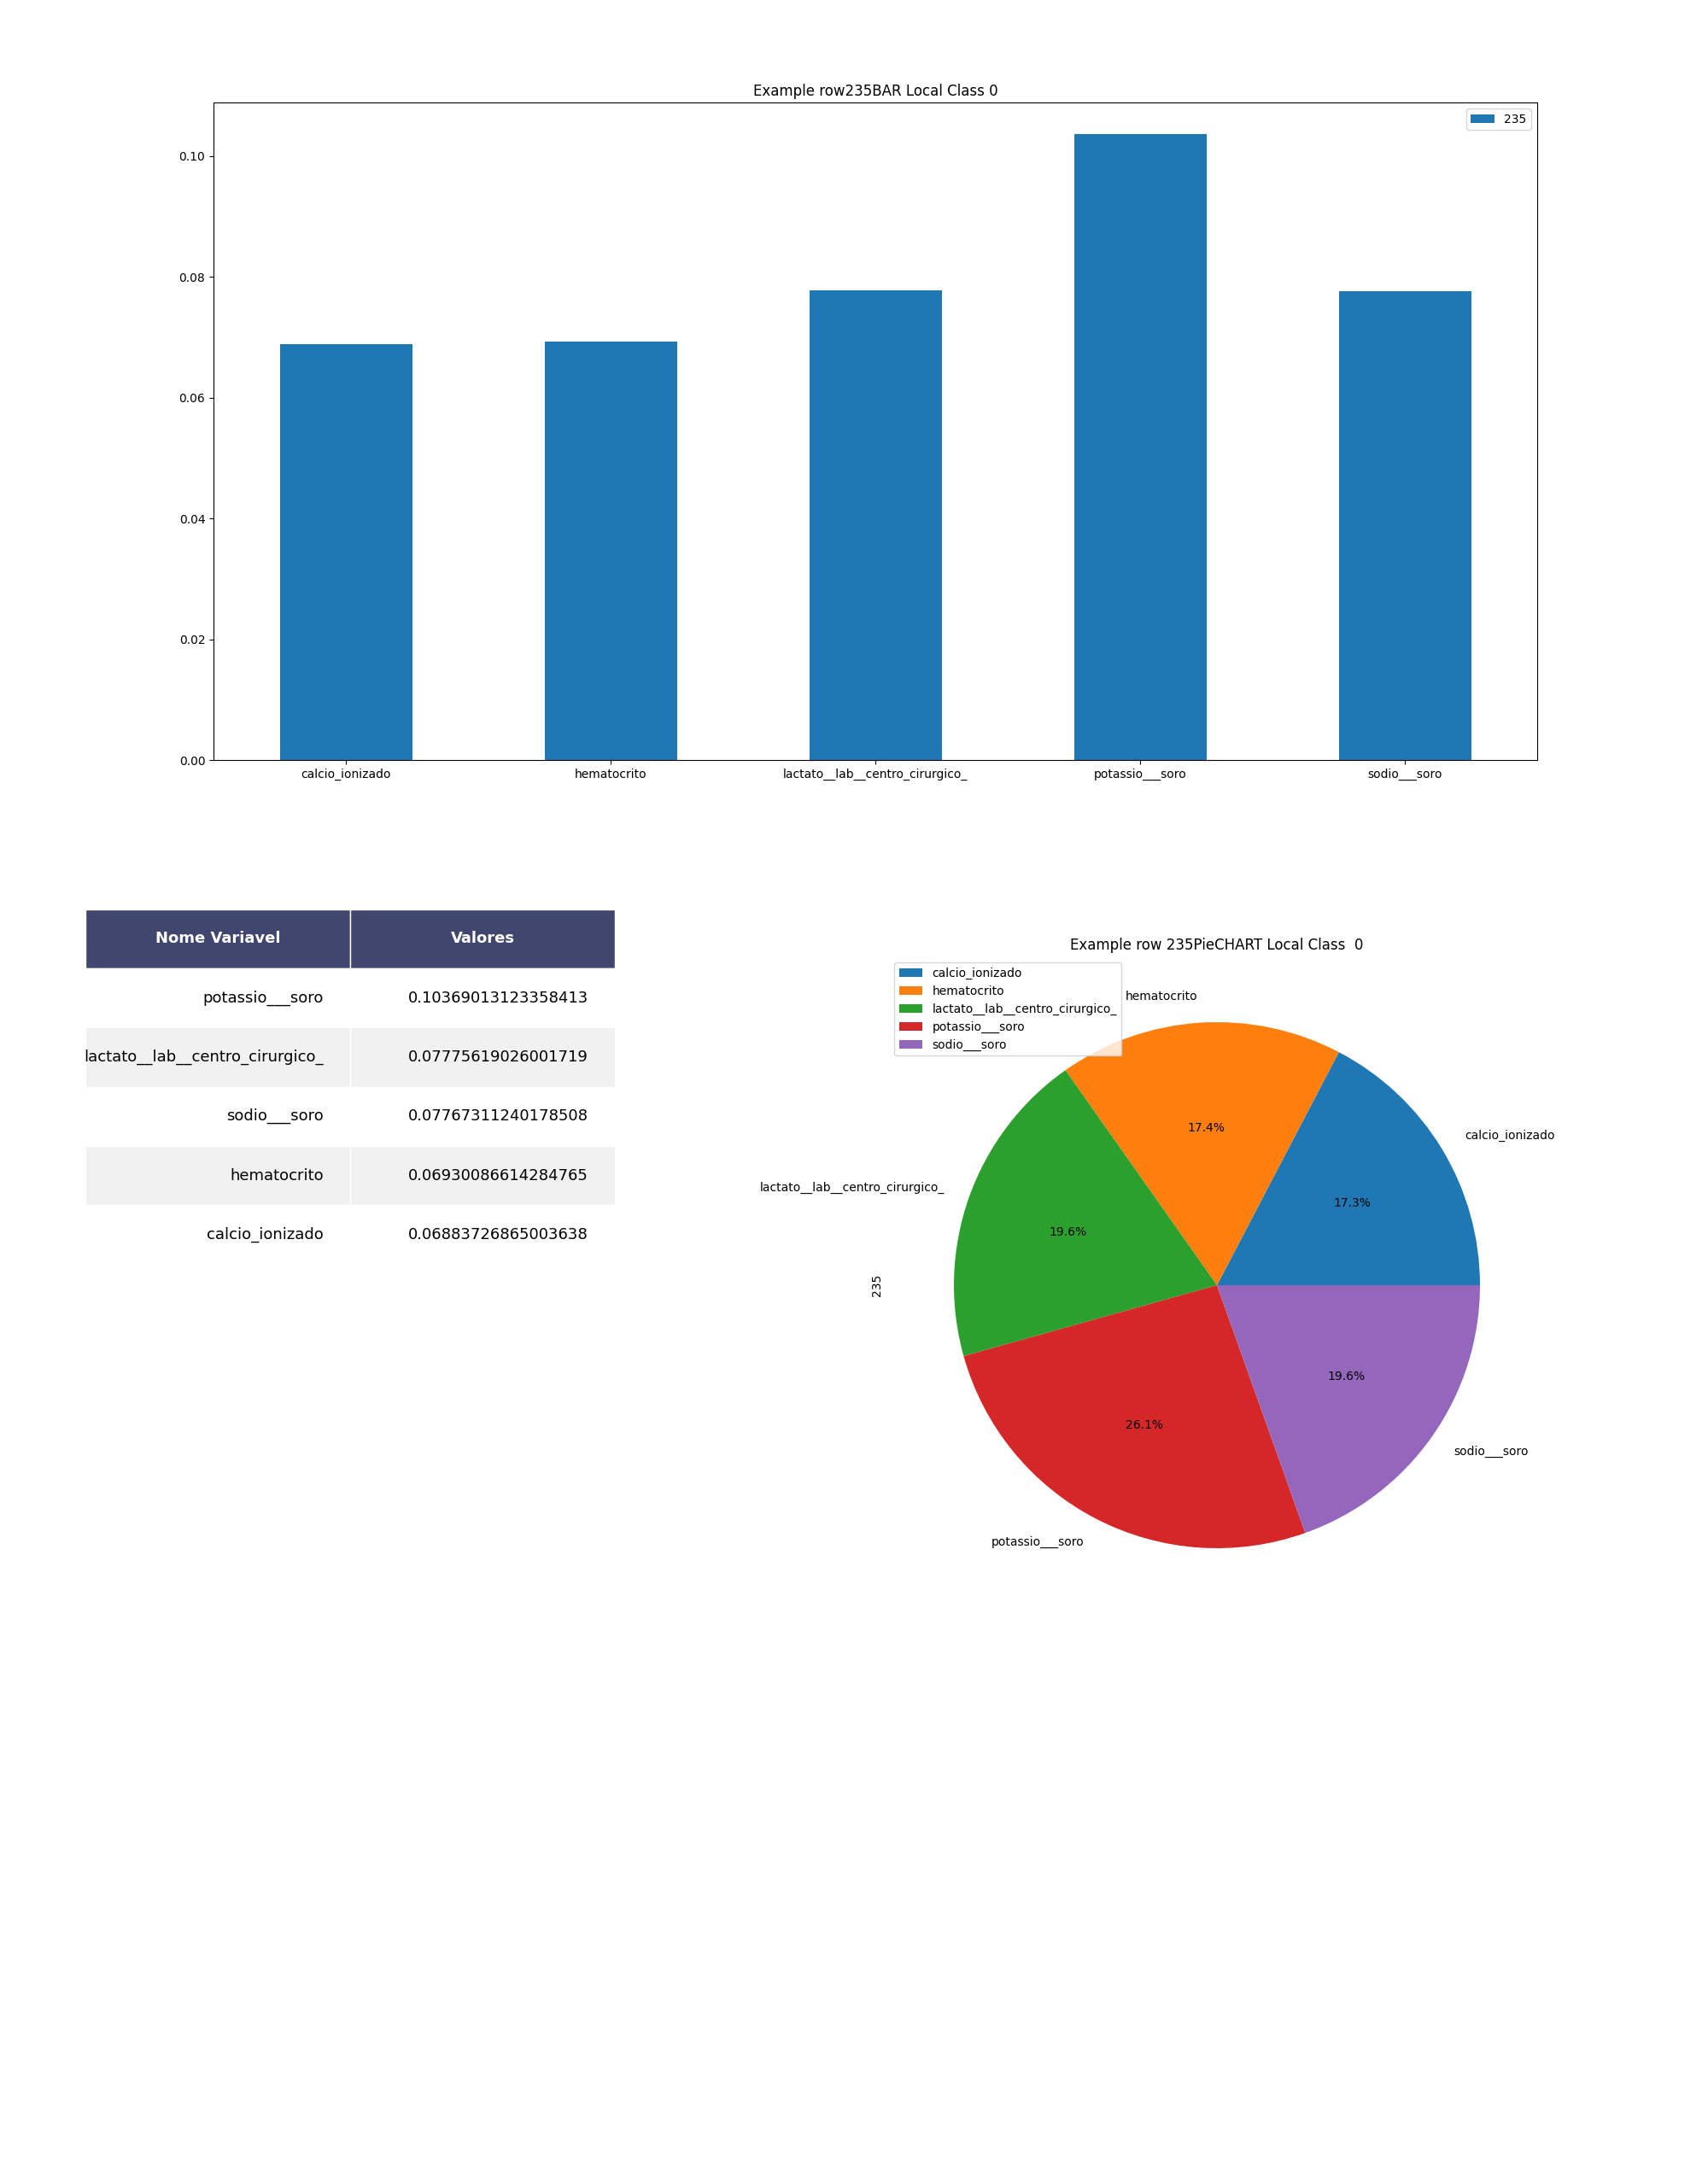 Example row235BAR Local Class 0
235
0.10
0.08
0.06
0.04
0.02
0.00
calcio_ionizado
hematocrito
lactato__lab__centro_cirurgico_
potassio___soro
sodio___soro
Nome Variavel Valores
potassio___soro 0.10369013123358413
lactato__lab__centro_cirurgico_ 0.07775619026001719
sodio___soro 0.07767311240178508
hematocrito 0.06930086614284765
calcio_ionizado 0.06883726865003638
Example row 235PieCHART Local Class  0
calcio_ionizado
hematocrito
lactato__lab__centro_cirurgico_
potassio___soro
sodio___soro
hematocrito
calcio_ionizado
lactato__lab__centro_cirurgico_
potassio___soro
sodio___soro
17.4%
17.3%
19.6%
26.1%
19.6%
235